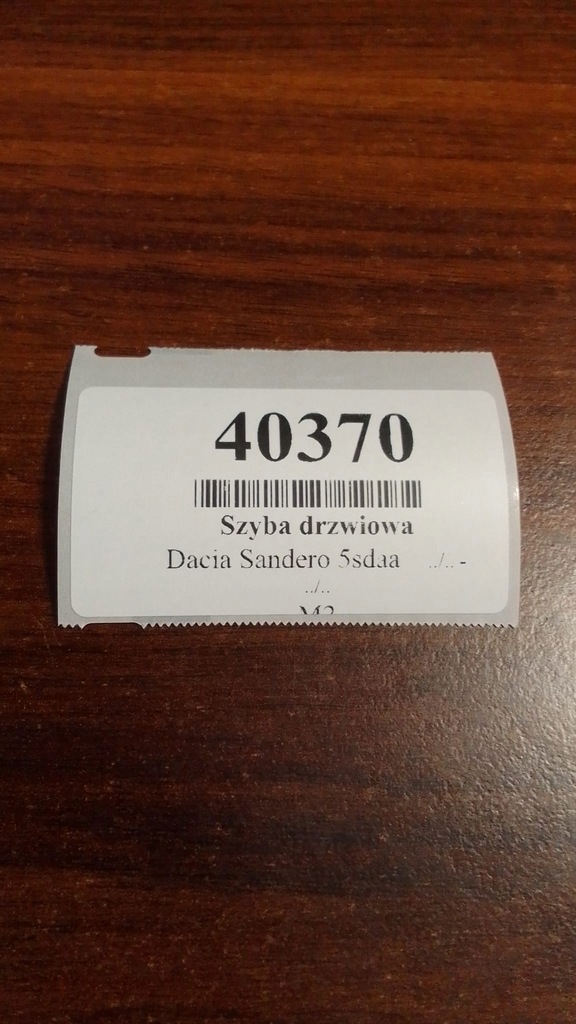 40370
Szyba drzwiowa
Dacia Sandero 5sdaa ../.. -
../..